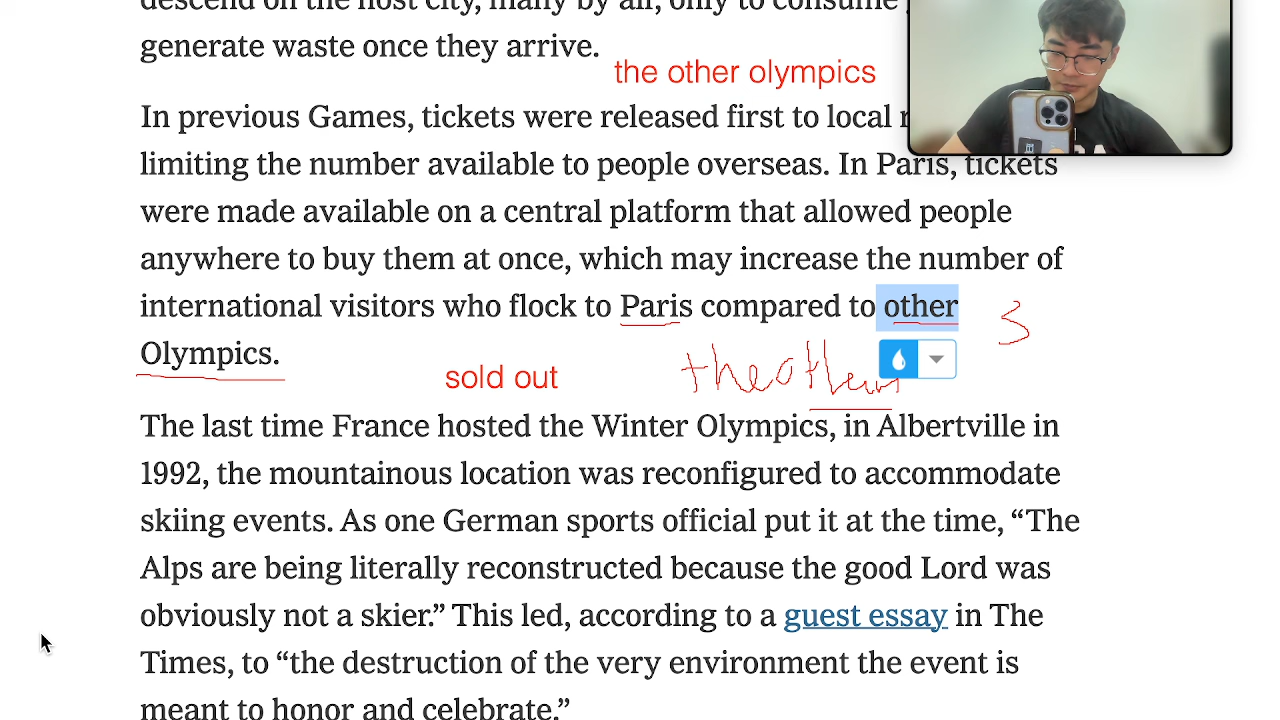 descend on the host city, many by air, only to consume
generate waste once they arrive.
the other olympics
In previous Games, tickets were released first to local
limiting the number available to people overseas. In Paris, tickets
were made available on a central platform that allowed people
anywhere to buy them at once, which may increase the number of
international visitors who flock to Paris compared to other
s
Olympics.
sold out
the other
The last time France hosted the Winter Olympics, in Albertville in
1992, the mountainous location was reconfigured to accommodate
skiing events. As one German sports official put it at the time, “The
Alps are being literally reconstructed because the good Lord was
obviously not a skier.” This led, according to a guest essay in The
Times, to “the destruction of the very environment the event is
meant to honor and celebrate.”